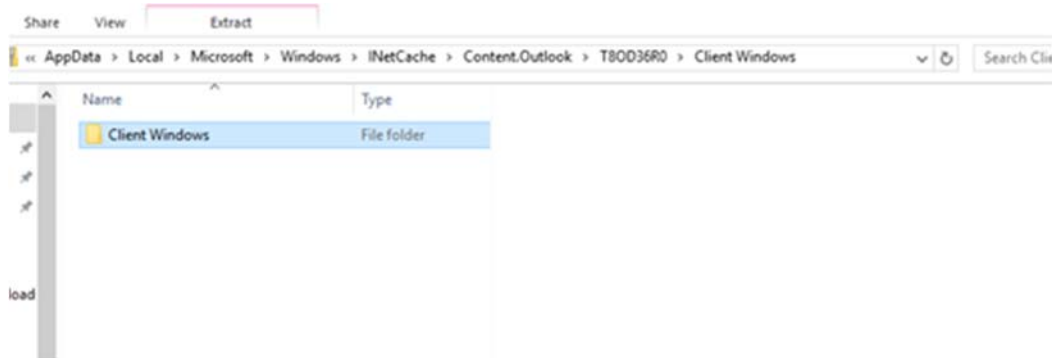 Share View Extract
« AppData > Local > Microsoft > Windows > INetCache > Content.Outlook > T8OD36R0 > Client Windows Search Clie
Name Type
Client Windows File folder
load